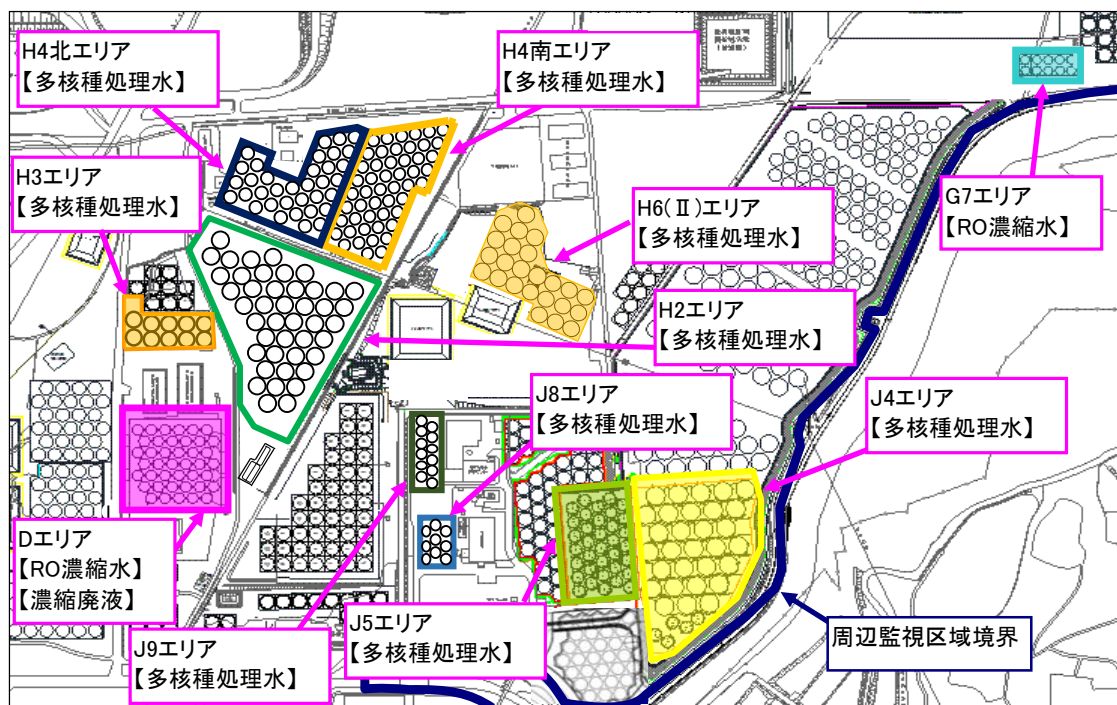 H4北エリア
【多核種処理水】
H4南エリア
【多核種処理水】
H3エリア
【多核種処理水】
G7エリア
【RO濃縮水】
H6(Ⅱ)エリア
【多核種処理水】
H2エリア
【多核種処理水】
J8エリア
【多核種処理水】
J4エリア
【多核種処理水】
Dエリア
【RO濃縮水】
【濃縮廃液】
J9エリア
【多核種処理水】
J5エリア
【多核種処理水】
周辺監視区域境界